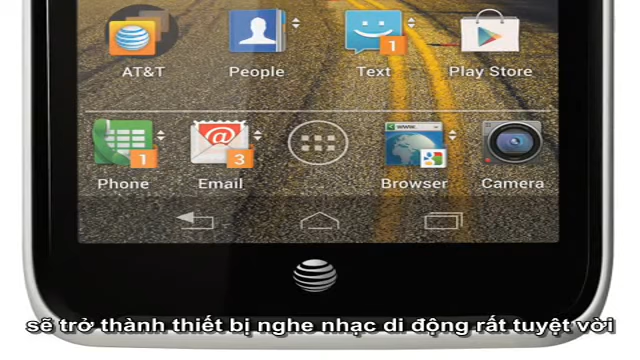 AT&T People Text Play Store
1
1
3
@
www.
g
Phone Email Browser Camera
sẽ trở thành thiết bị nghe nhạc di động rất tuyệt vời